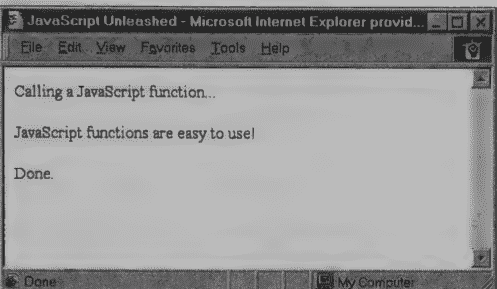 JavaScript Unleashed - Microsoft Internet Explorer provid...
File Edit View Favorites Tools Help
Calling a JavaScript function...
JavaScript functions are easy to use!
Done.
Done My Computer